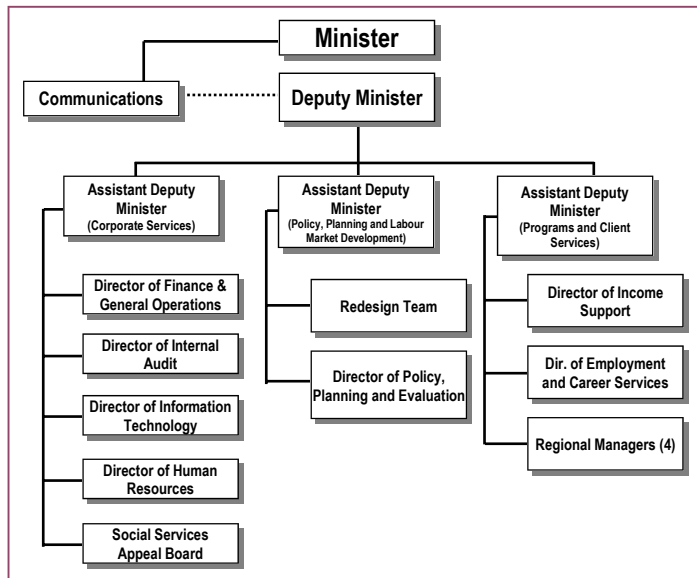 Minister
Communications
Deputy Minister
Assistant Deputy
Minister
(Corporate Services)
Director of Finance &
General Operations
Director of Internal
Audit
Director of Information
Technology
Director of Human
Resources
Social Services
Appeal Board
Assistant Deputy
Minister
(Policy, Planning and Labour
Market Development)
Redesign Team
Director of Policy,
Planning and Evaluation
Assistant Deputy
Minister
(Programs and Client
Services)
Director of Income
Support
Dir. of Employment
and Career Services
Regional Managers (4)